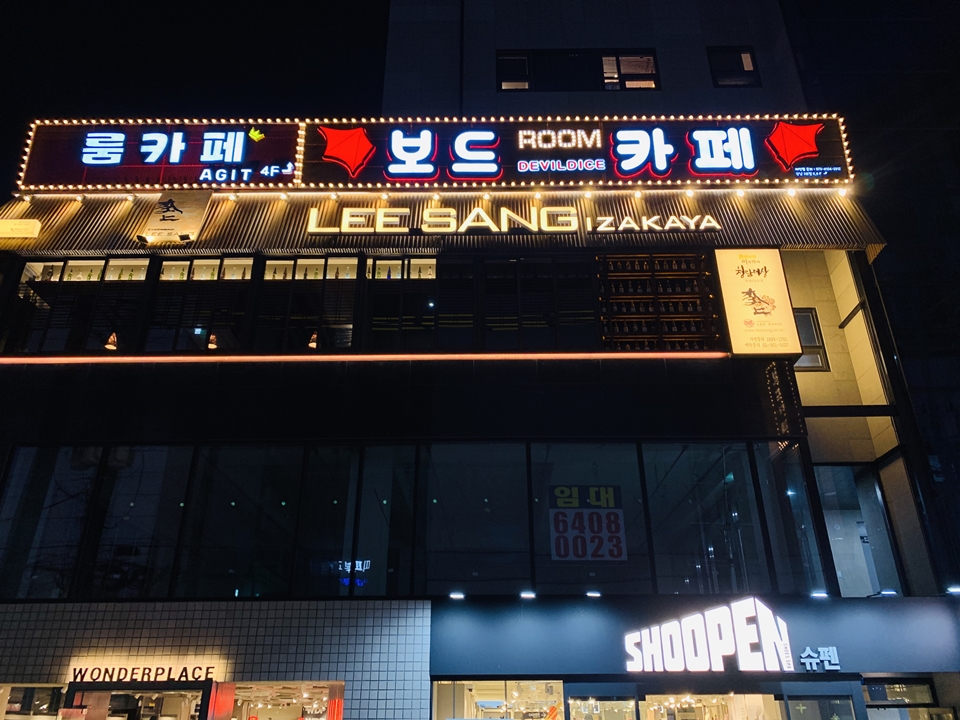 룸 카 페
AGIT 4F
보드
ROOM
DEVILDICE
카페
LEE SANG IZAKAYA
임대
6408
0023
SHOOPEN
슈펜
WONDERPLACE